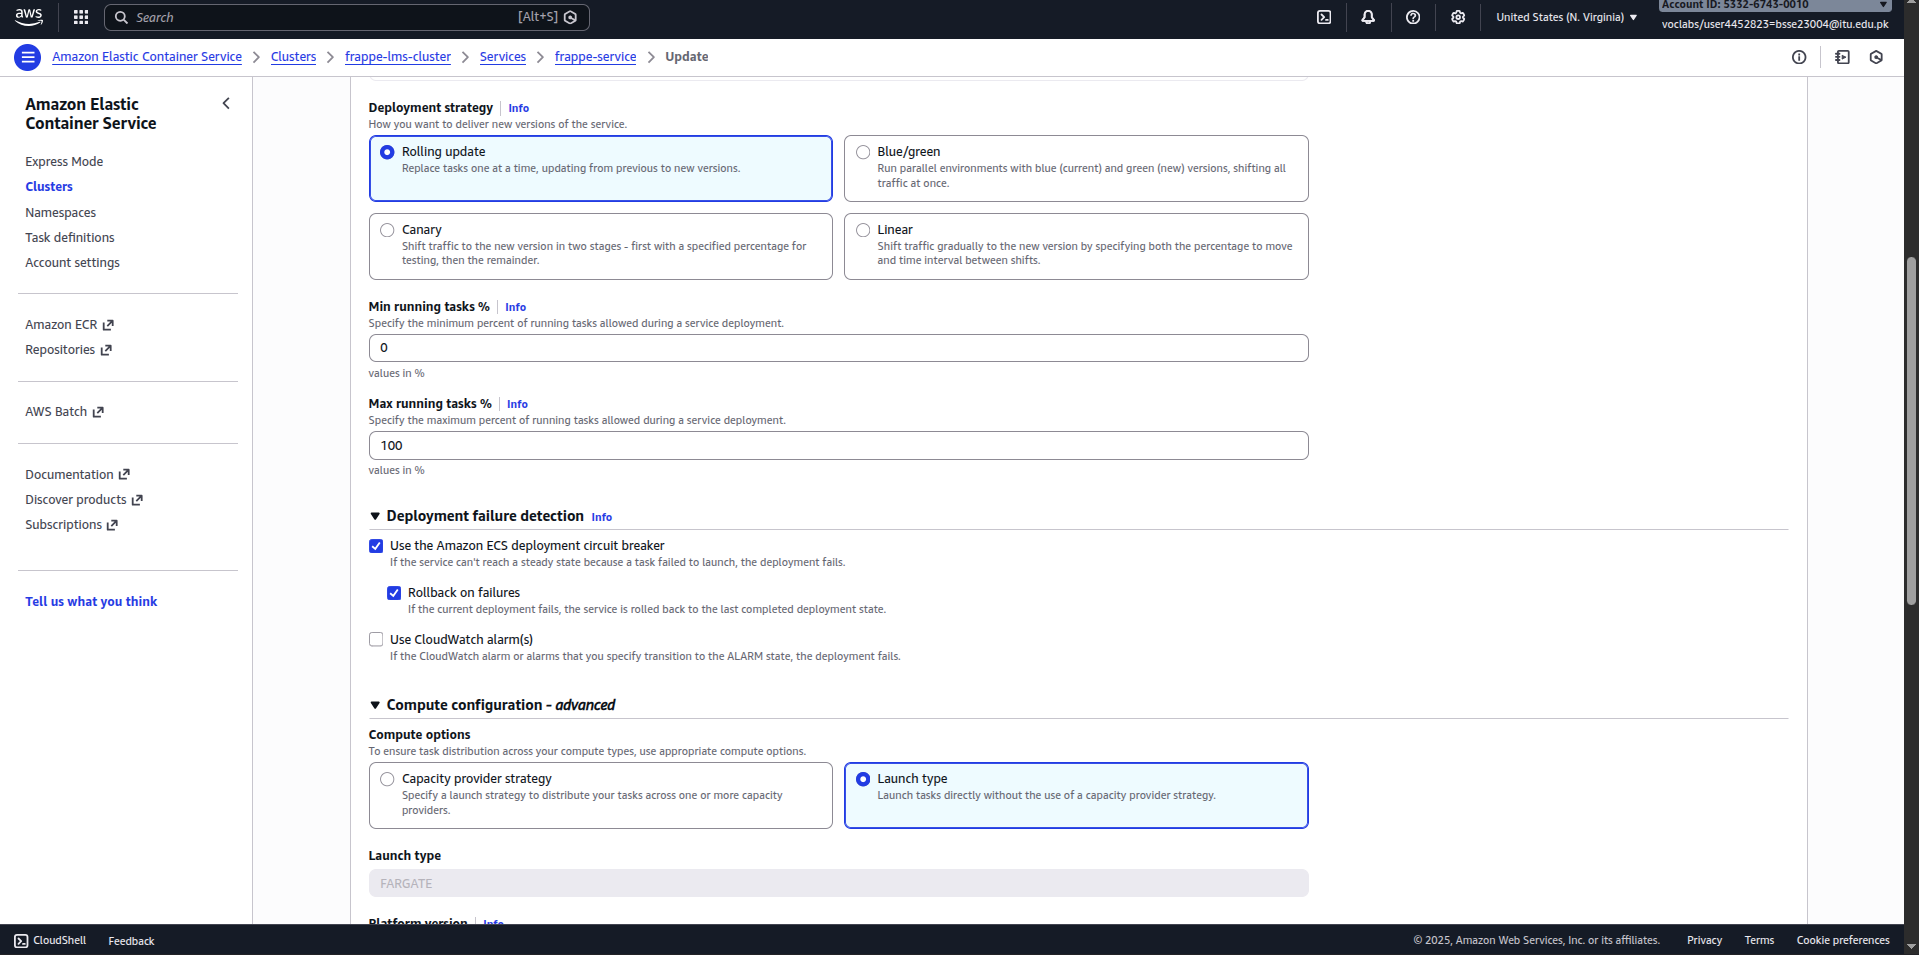 aws
Search [Alt+S]
United States (N. Virginia)
Account ID: 5332-6743-0010
voclabs/user4452823=bsse23004@itu.edu.pk
Amazon Elastic Container Service
Clusters
frappe-lms-cluster
Services
frappe-service
Update
Amazon Elastic
Container Service
Express Mode
Clusters
Namespaces
Task definitions
Account settings
Amazon ECR
Repositories
AWS Batch
Documentation
Discover products
Subscriptions
Tell us what you think
Deployment strategy Info
How you want to deliver new versions of the service.
Rolling update
Replace tasks one at a time, updating from previous to new versions.
Blue/green
Run parallel environments with blue (current) and green (new) versions, shifting all
traffic at once.
Canary
Shift traffic to the new version in two stages - first with a specified percentage for
testing, then the remainder.
Linear
Shift traffic gradually to the new version by specifying both the percentage to move
and time interval between shifts.
Min running tasks % Info
Specify the minimum percent of running tasks allowed during a service deployment.
0
values in %
Max running tasks % Info
Specify the maximum percent of running tasks allowed during a service deployment.
100
values in %
Deployment failure detection Info
Use the Amazon ECS deployment circuit breaker
If the service can't reach a steady state because a task failed to launch, the deployment fails.
Rollback on failures
If the current deployment fails, the service is rolled back to the last completed deployment state.
Use CloudWatch alarm(s)
If the CloudWatch alarm or alarms that you specify transition to the ALARM state, the deployment fails.
Compute configuration - advanced
Compute options
To ensure task distribution across your compute types, use appropriate compute options.
Capacity provider strategy
Specify a launch strategy to distribute your tasks across one or more capacity
providers.
Launch type
Launch tasks directly without the use of a capacity provider strategy.
Launch type
FARGATE
Platform version Info
CloudShell
Feedback
© 2025, Amazon Web Services, Inc. or its affiliates.
Privacy
Terms
Cookie preferences